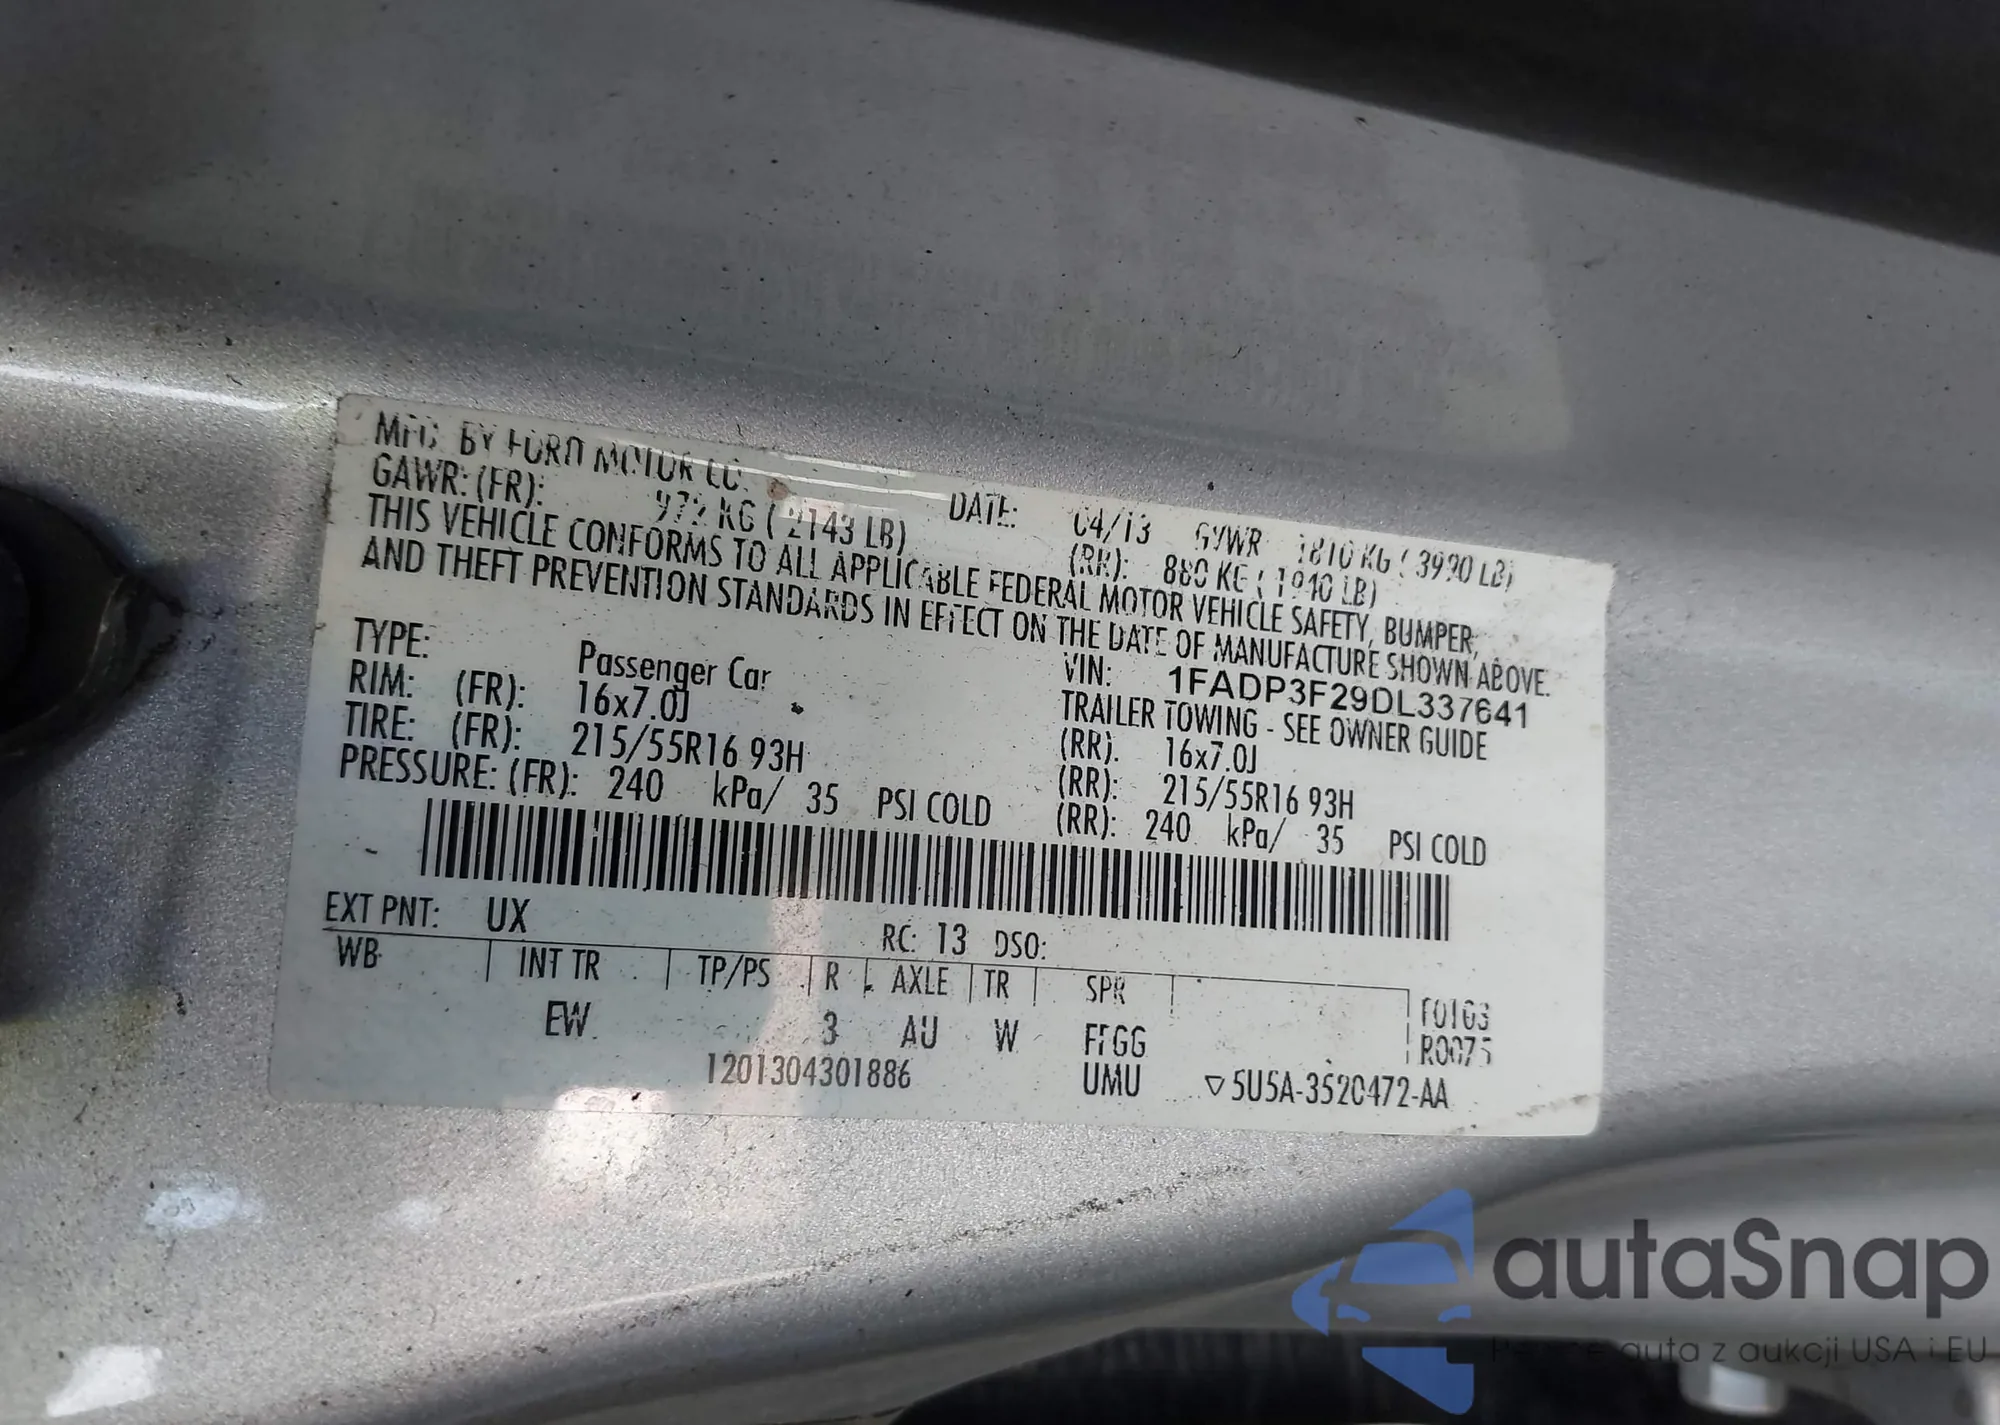 MFD. BY FORD MOTOR CO.
DATE: 04/13 GVWR 1810 KG ( 3990 LB)
GAWR: (FR): 972 KG ( 2143 LB) (RR): 880 KG ( 1940 LB)
THIS VEHICLE CONFORMS TO ALL APPLICABLE FEDERAL MOTOR VEHICLE SAFETY, BUMPER,
AND THEFT PREVENTION STANDARDS IN EFFECT ON THE DATE OF MANUFACTURE SHOWN ABOVE.
VIN: 1FADP3F29DL337641
TYPE: Passenger Car TRAILER TOWING - SEE OWNER GUIDE
RIM: (FR): 16x7.0J (RR): 16x7.0J
TIRE: (FR): 215/55R16 93H (RR): 215/55R16 93H
PRESSURE: (FR): 240 kPa/ 35 PSI COLD (RR): 240 kPa/ 35 PSI COLD
EXT PNT: UX RC: 13 DSO:
WB INT TR TP/PS R AXLE TR SPR
EW 3 AU W FFGG
1201304301886 UMU ▽5U5A-3520472-AA
autaSnap
auta z aukcji USA i EU